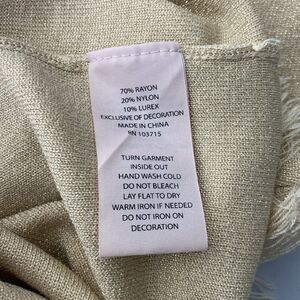 70% RAYON
20% NYLON
10% LUREX
EXCLUSIVE OF DECORATION
MADE IN CHINA
RN 103715
TURN GARMENT
INSIDE OUT
HAND WASH COLD
DO NOT BLEACH
LAY FLAT TO DRY
WARM IRON IF NEEDED
DO NOT IRON ON
DECORATION